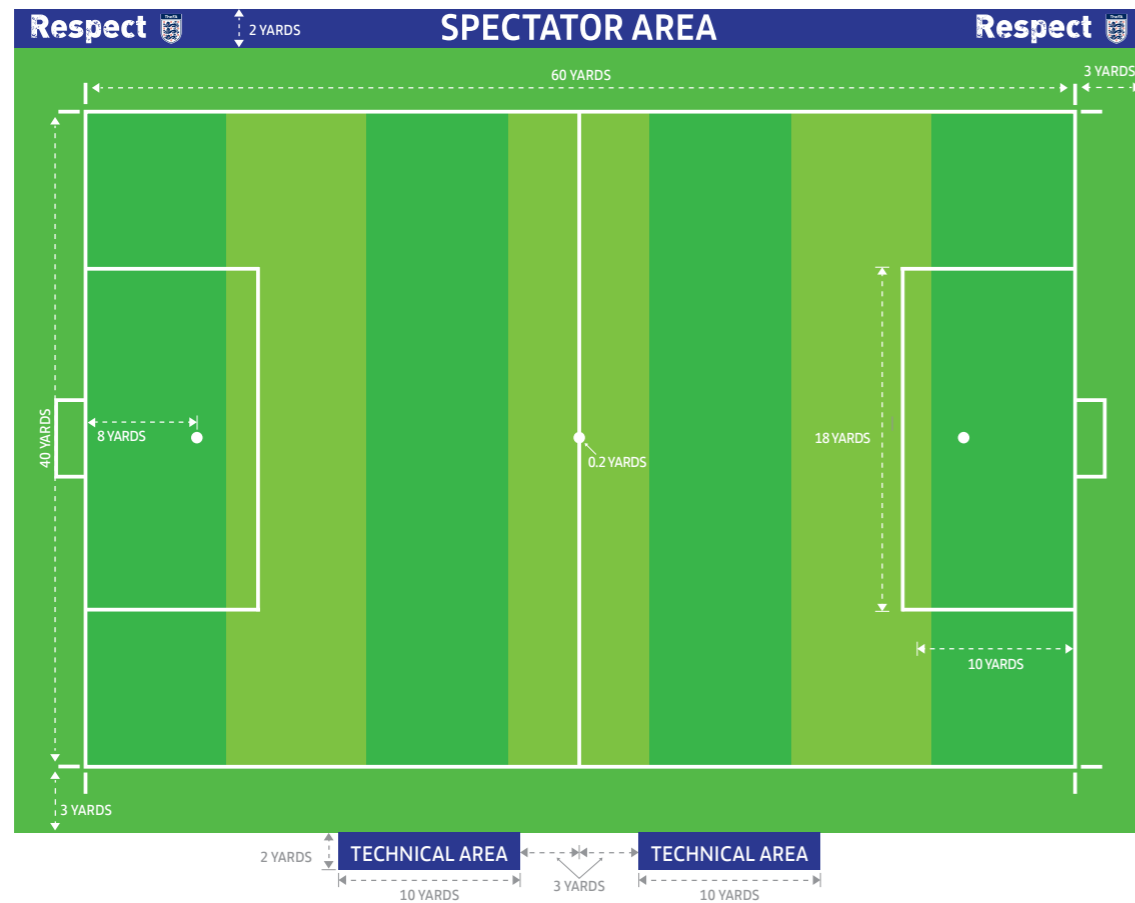 Respect
2 YARDS
SPECTATOR AREA
Respect
60 YARDS
3 YARDS
40 YARDS
8 YARDS
0.2 YARDS
18 YARDS
10 YARDS
3 YARDS
2 YARDS
TECHNICAL AREA
TECHNICAL AREA
3 YARDS
10 YARDS
10 YARDS